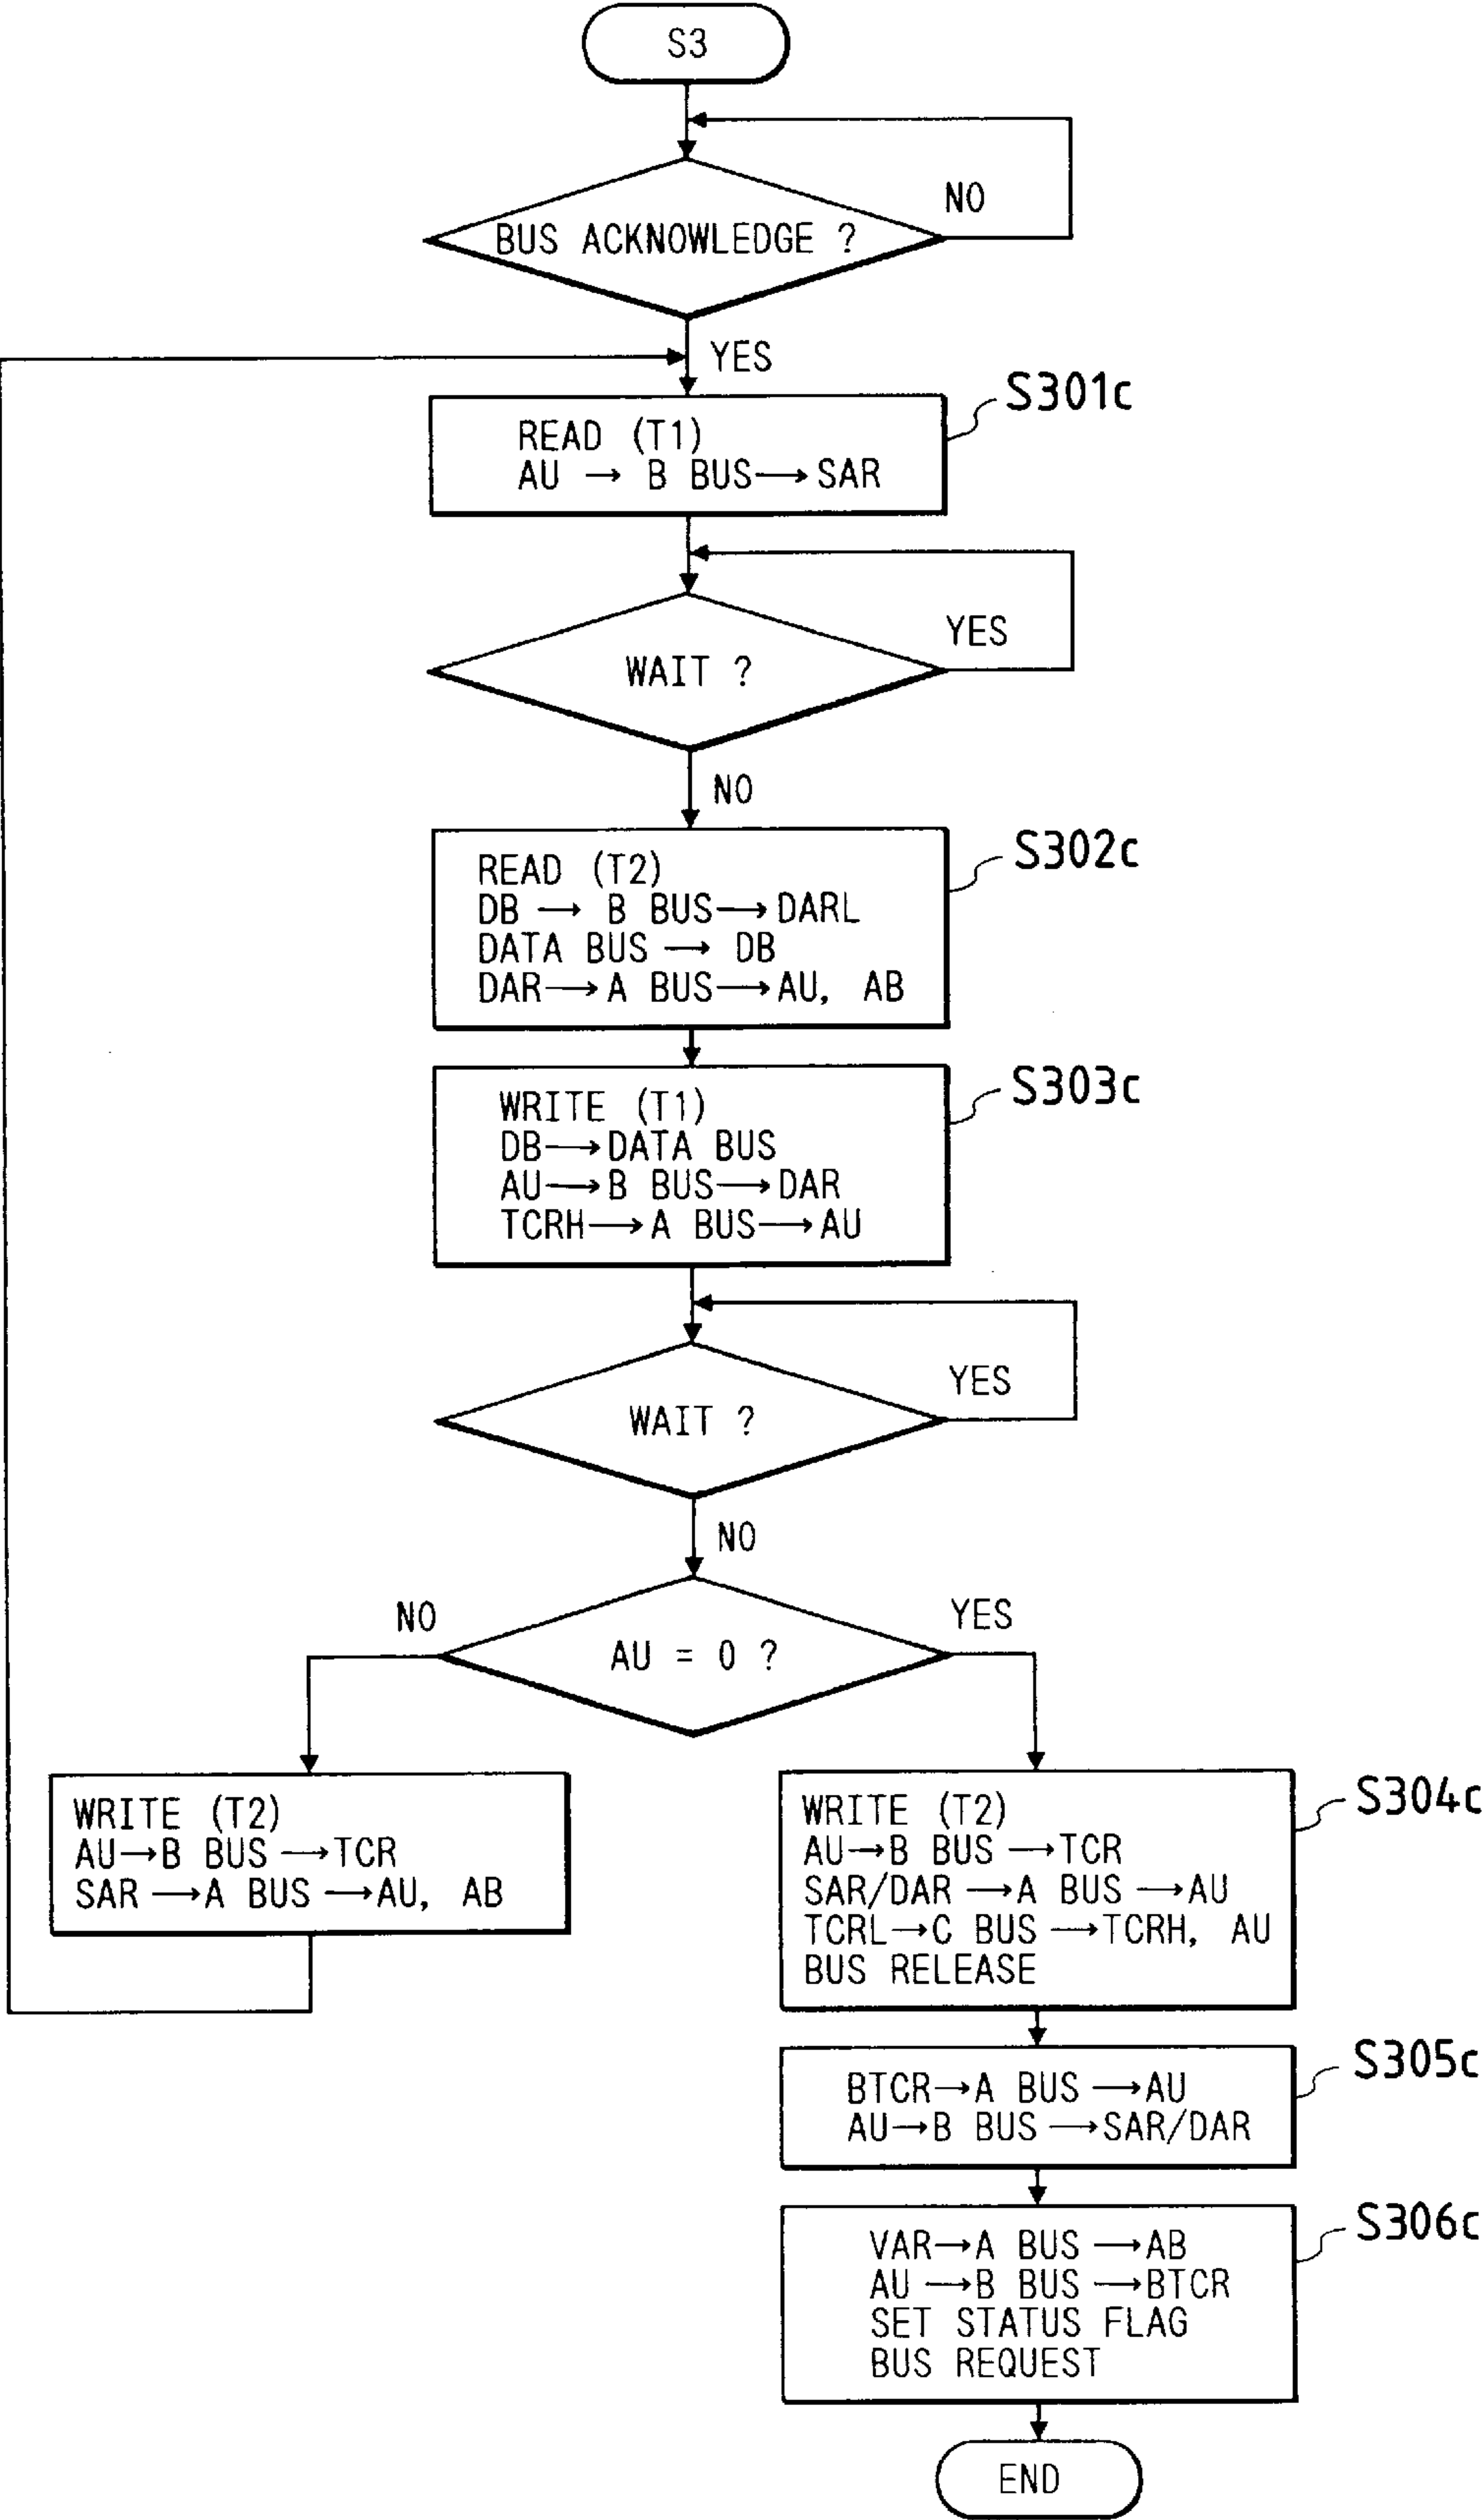 S3
NO
BUS ACKNOWLEDGE ?
YES
S301c
READ (T1)
AU → B BUS → SAR
YES
WAIT ?
NO
S302c
READ (T2)
DB → B BUS → DARL
DATA BUS → DB
DAR → A BUS → AU, AB
S303c
WRITE (T1)
DB → DATA BUS
AU → B BUS → DAR
TCRH → A BUS → AU
YES
WAIT ?
NO
NO
YES
AU = 0 ?
WRITE (T2)
AU → B BUS → TCR
SAR → A BUS → AU, AB
S304c
WRITE (T2)
AU → B BUS → TCR
SAR/DAR → A BUS → AU
TCRL → C BUS → TCRH, AU
BUS RELEASE
S305c
BTCR → A BUS → AU
AU → B BUS → SAR/DAR
S306c
VAR → A BUS → AB
AU → B BUS → BTCR
SET STATUS FLAG
BUS REQUEST
END